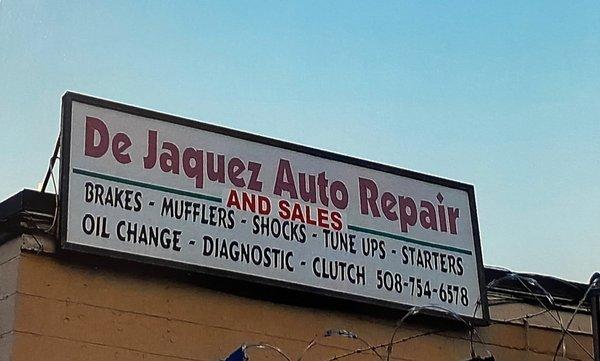 De Jaquez Auto Repair
AND SALES
BRAKES - MUFFLERS - SHOCKS - TUNE UPS - STARTERS
OIL CHANGE - DIAGNOSTIC - CLUTCH 508-754-6578